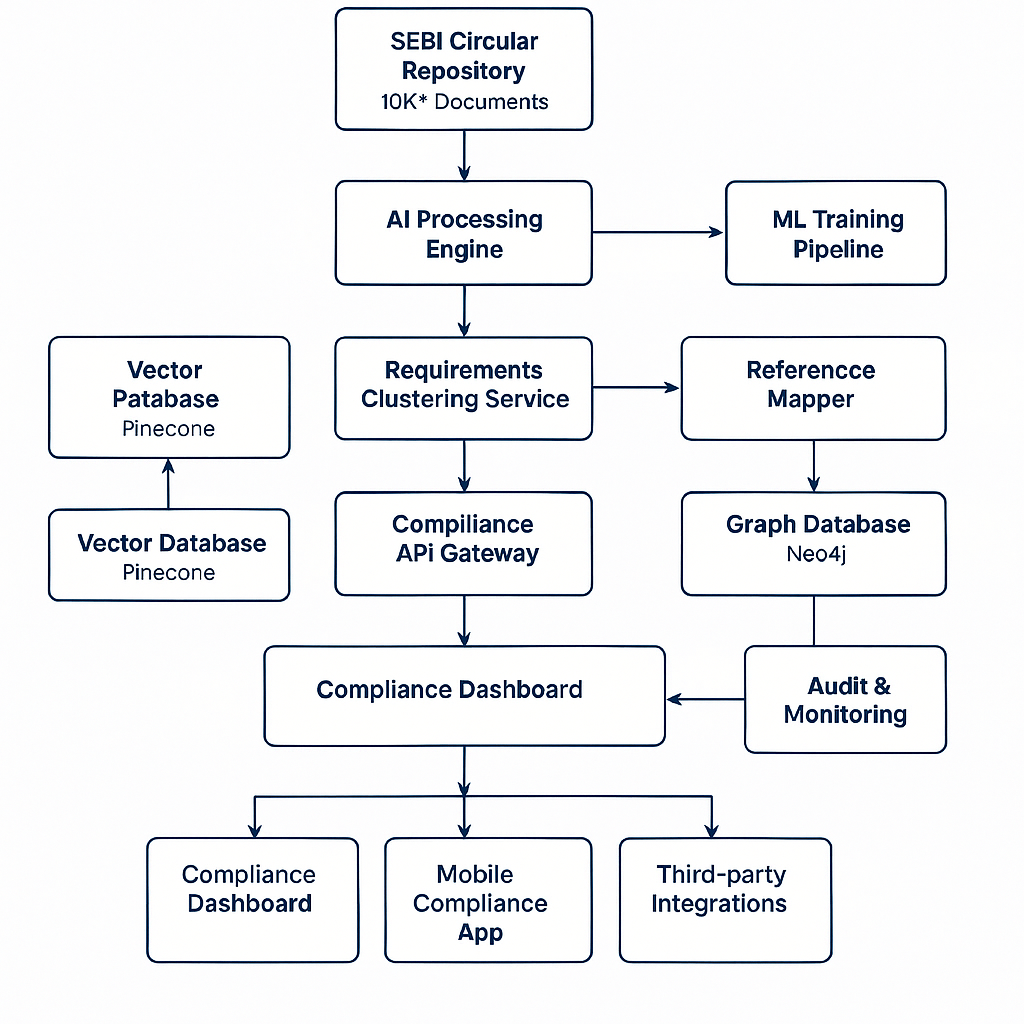 SEBI Circular
Repository
10K* Documents
AI Processing
Engine
ML Training
Pipeline
Vector
Patabase
Pinecone
Requirements
Clustering Service
Referencce
Mapper
Vector Database
Pinecone
Compiliance
APi Gateway
Graph Database
Neo4j
Compliance Dashboard
Audit &
Monitoring
Compliance
Dashboard
Mobile
Compliance
App
Third-party
Integrations